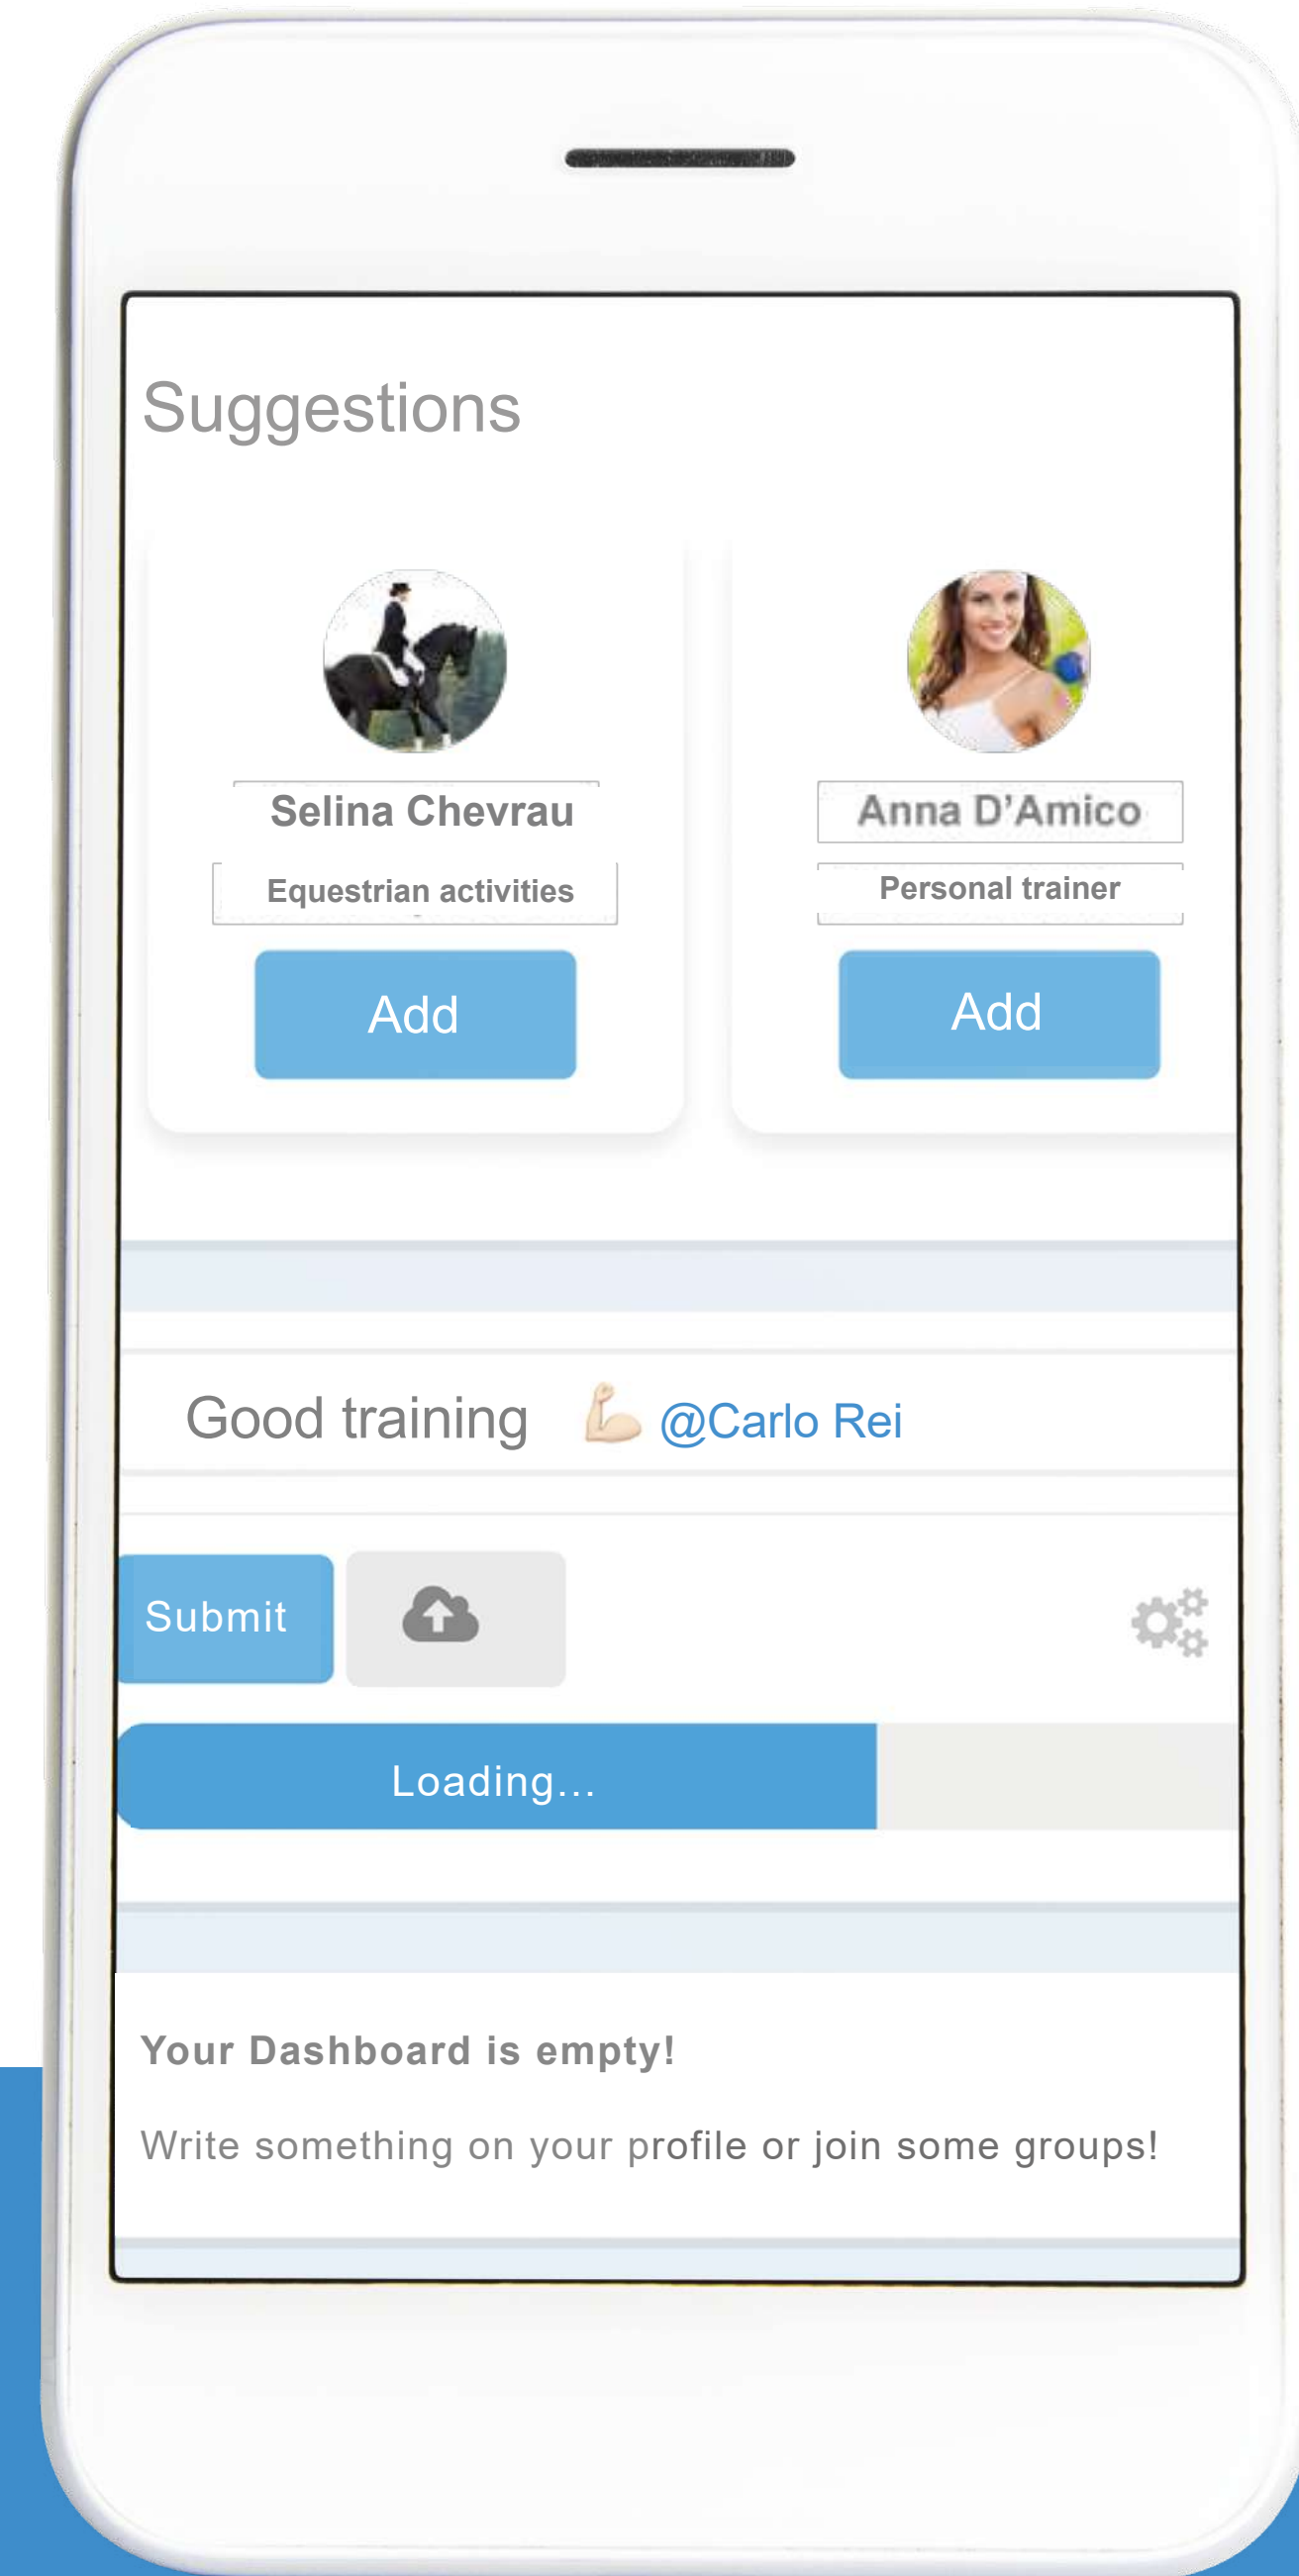 Suggestions
Selina Chevrau
Anna D’Amico
Equestrian activities
Personal trainer
Add
Add
Good training 💪🏻 @Carlo Rei
Submit
Loading...
Your Dashboard is empty!
Write something on your profile or join some groups!